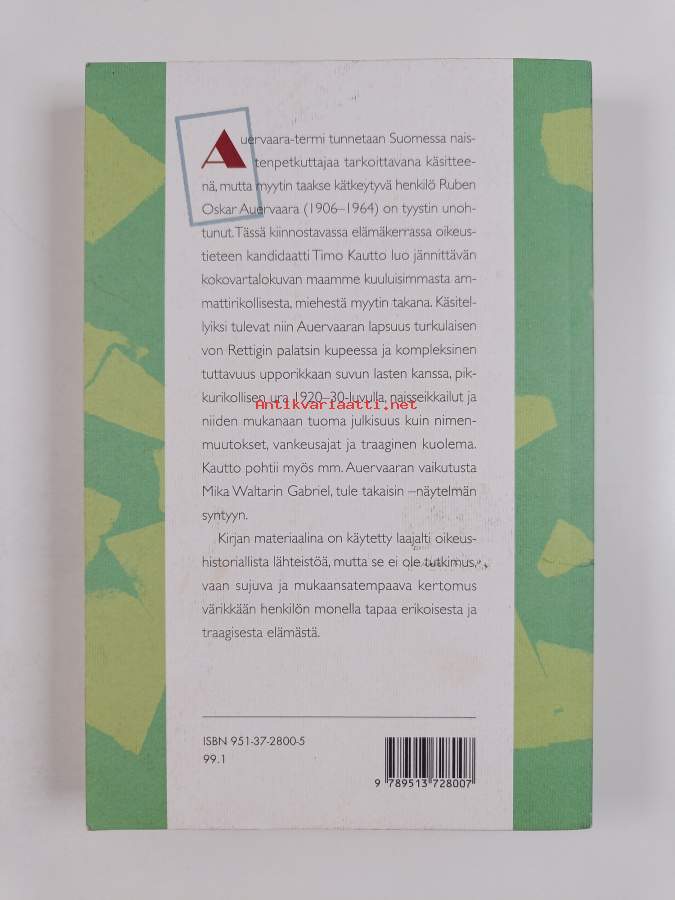 Auervaara-termi tunnetaan Suomessa nais-
tenpetkuttajaa tarkoittavana käsittee-
nä, mutta myytin taakse kätkeytyvä henkilö Ruben
Oskar Auervaara (1906–1964) on tyystin unoh-
tunut. Tässä kiinnostavassa elämäkerrassa oikeus-
tieteen kandidaatti Timo Kautto luo jännittävän
kokovartalokuvan maamme kuuluisimmasta am-
mattirikollisesta, miehestä myytin takana. Käsitel-
lyiksi tulevat niin Auervaaran lapsuus turkulaisen
von Rettigin palatsin kupeessa ja kompleksinen
tuttavuus upporikkaan suvun lasten kanssa, pik-
kurikollisen ura 1920–30-luvulla, naisseikkailut ja
Antikvariaatti.net
niiden mukanaan tuoma julkisuus kuin nimen-
muutokset, vankeusajat ja traaginen kuolema.
Kautto pohtii myös mm. Auervaaran vaikutusta
Mika Waltarin Gabriel, tule takaisin –näytelmän
syntyyn.
Kirjan materiaalina on käytetty laajalti oikeus-
historiallista lähteistöä, mutta se ei ole tutkimus,
vaan sujuva ja mukaansatempaava kertomus
värikkään henkilön monella tapaa erikoisesta ja
traagisesta elämästä.
ISBN 951-37-2800-5
99.1
9 789513 728007